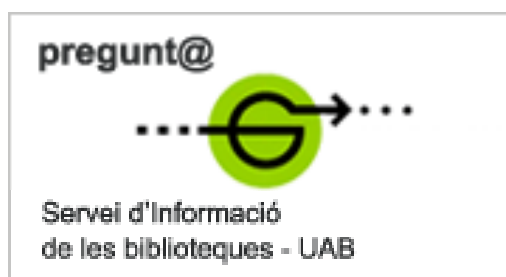 pregunt@
Servei d'Informació
de les biblioteques - UAB